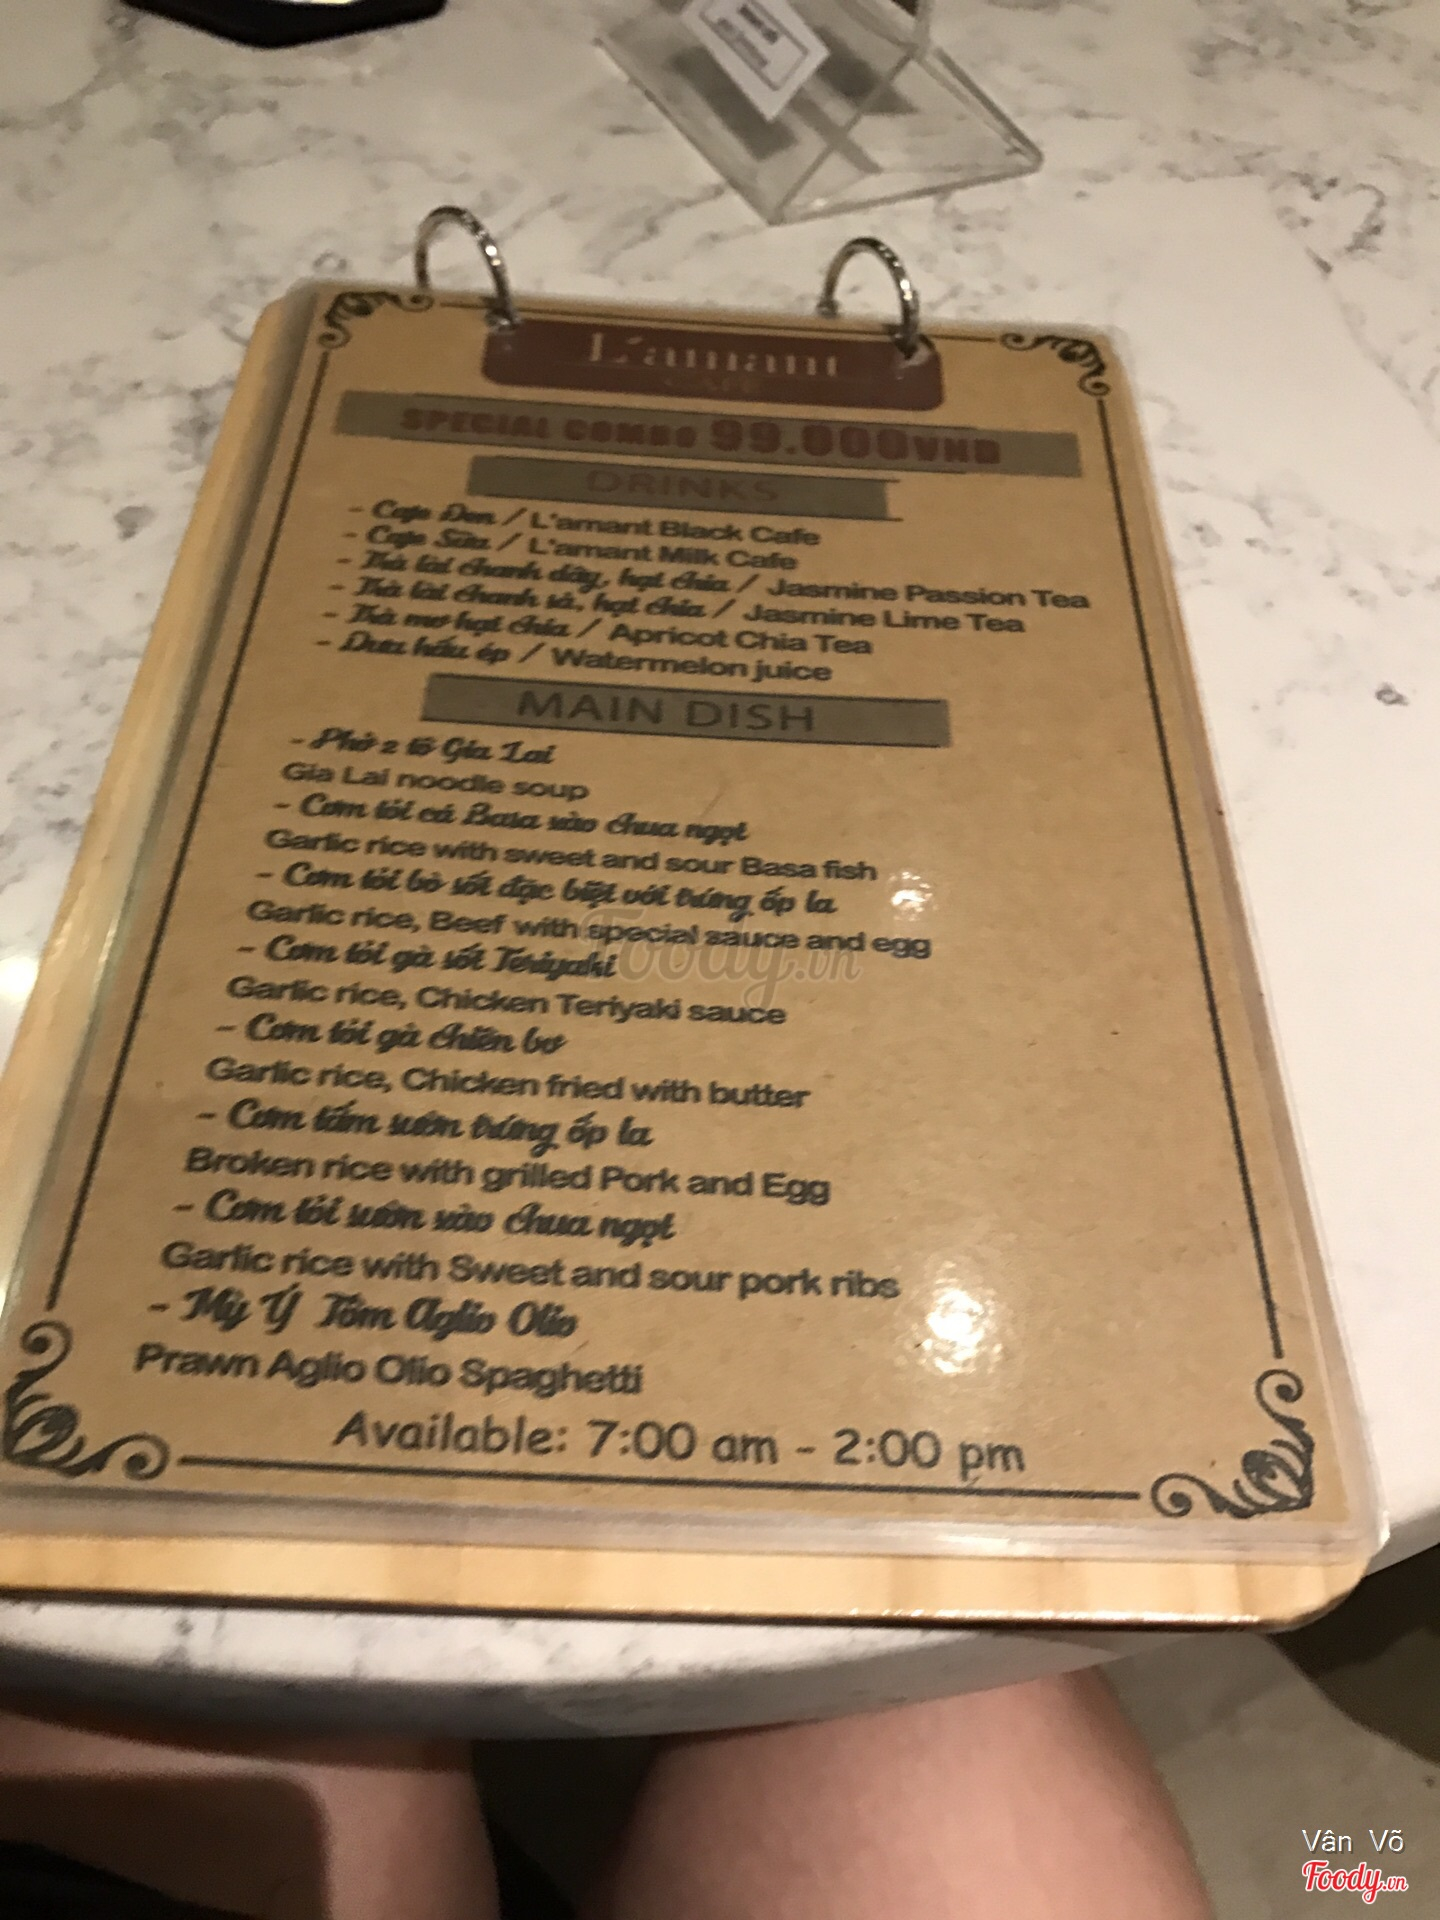 L'amant
CAFE
SPECIAL COMBO 99.000VND
DRINKS
- Cafe Đen / L'amant Black Cafe
- Cafe Sữa / L'amant Milk Cafe
- Trà lài chanh dây, hạt chia / Jasmine Passion Tea
- Trà lài chanh sả, hạt chia / Jasmine Lime Tea
- Trà mơ hạt chia / Apricot Chia Tea
- Dưa hấu ép / Watermelon juice
MAIN DISH
- Phở 2 tô Gia Lai
Gia Lai noodle soup
- Cơm tỏi cá Basa xào chua ngọt
Garlic rice with sweet and sour Basa fish
- Cơm tỏi bò sốt đặc biệt với trứng ốp la
Garlic rice, Beef with special sauce and egg
- Cơm tỏi gà sốt Teriyaki
Garlic rice, Chicken Teriyaki sauce
- Cơm tỏi gà chiên bơ
Garlic rice, Chicken fried with butter
- Cơm tấm sườn trứng ốp la
Broken rice with grilled Pork and Egg
- Cơm tỏi sườn xào chua ngọt
Garlic rice with Sweet and sour pork ribs
- Mỳ Ý Tôm Aglio Olio
Prawn Aglio Olio Spaghetti
Available: 7:00 am - 2:00 pm
Foody.vn
Vân Võ
Foody.vn